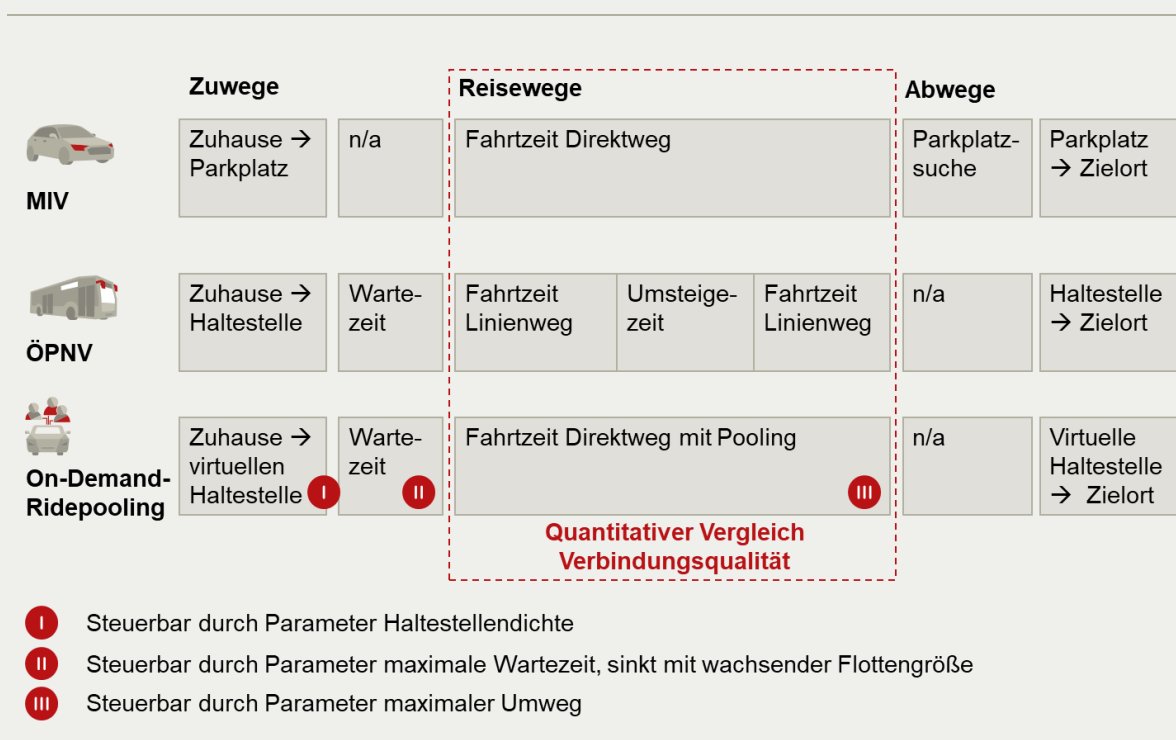 Zuwege
Reisewege
Abwege
MIV
Zuhause →
Parkplatz
n/a
Fahrtzeit Direktweg
Parkplatz-
suche
Parkplatz
→ Zielort
ÖPNV
Zuhause →
Haltestelle
Warte-
zeit
Fahrtzeit
Linienweg
Umsteige-
zeit
Fahrtzeit
Linienweg
n/a
Haltestelle
→ Zielort
On-Demand-
Ridepooling
Zuhause →
virtuellen
Haltestelle
I
Warte-
zeit
II
Fahrtzeit Direktweg mit Pooling
III
n/a
Virtuelle
Haltestelle
→ Zielort
Quantitativer Vergleich
Verbindungsqualität
I Steuerbar durch Parameter Haltestellendichte
II Steuerbar durch Parameter maximale Wartezeit, sinkt mit wachsender Flottengröße
III Steuerbar durch Parameter maximaler Umweg